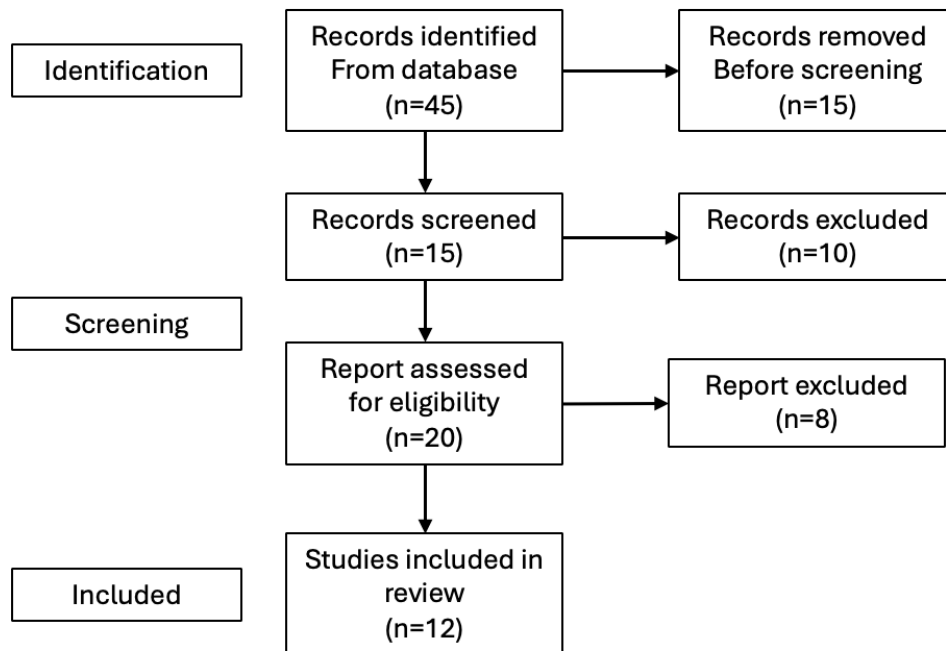 Identification
Records identified
From database
(n=45)
Records removed
Before screening
(n=15)
Records screened
(n=15)
Records excluded
(n=10)
Screening
Report assessed
for eligibility
(n=20)
Report excluded
(n=8)
Included
Studies included in
review
(n=12)